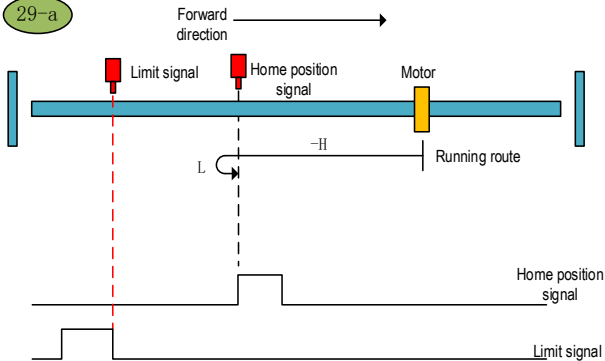 29-a
Forward
direction
Limit signal
Home position
signal
Motor
-H
L
Running route
Home position
signal
Limit signal